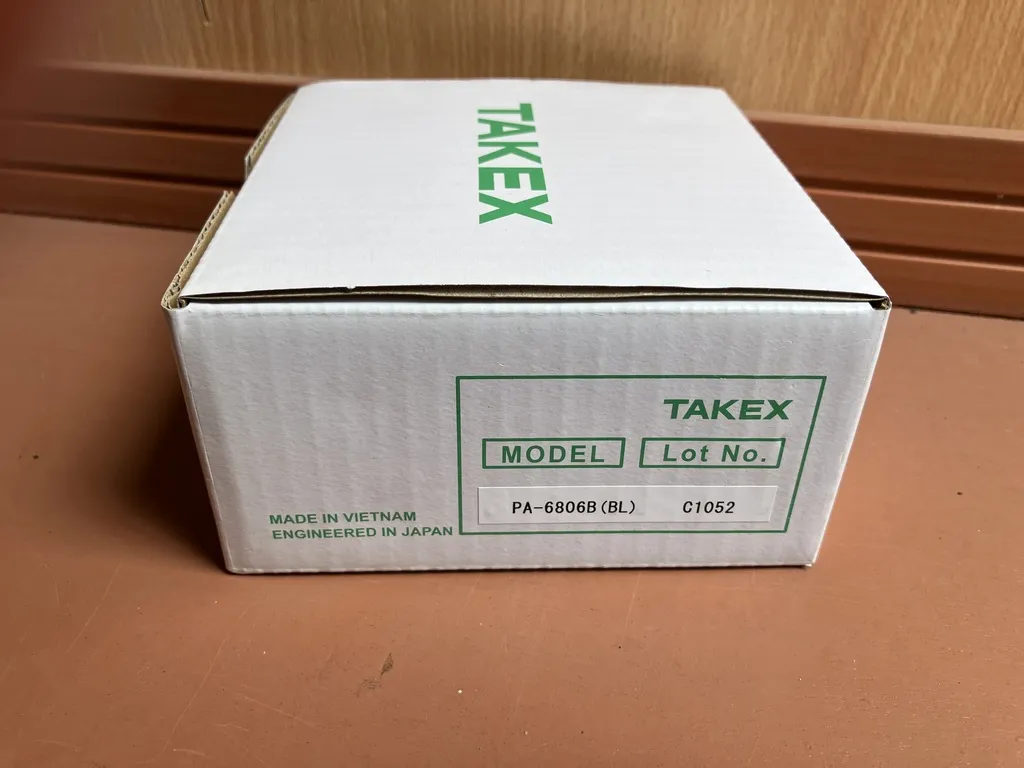 TAKEX
TAKEX
MODEL Lot No.
PA-6806B(BL) C1052
MADE IN VIETNAM
ENGINEERED IN JAPAN